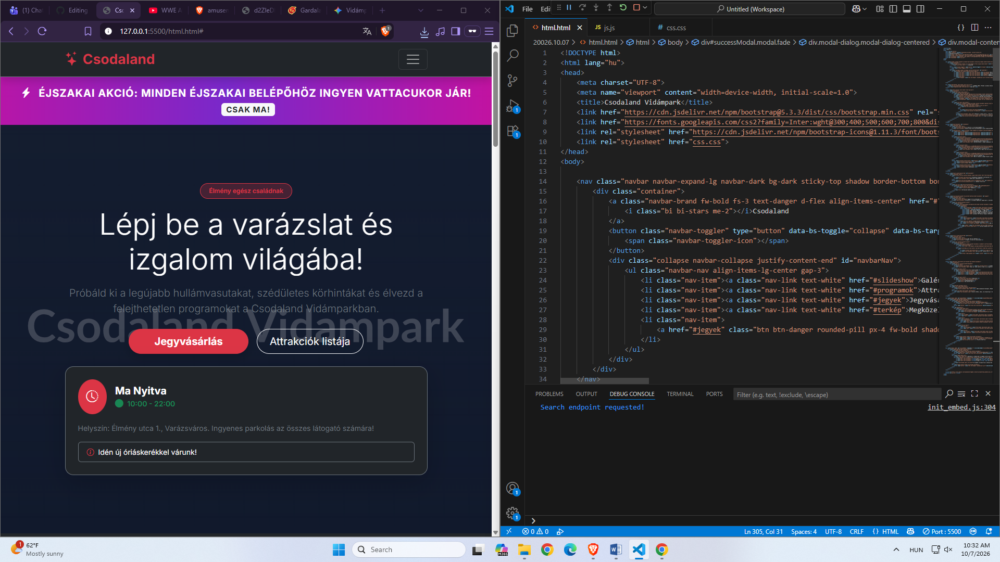 (1) Cha
Editing
Cso
WWE A
amuser
d2ZleD
Gardala
Vidámp
127.0.0.1:5500/html.html#
Csodaland
ÉJSZAKAI AKCIÓ: MINDEN ÉJSZAKAI BELÉPŐHÖZ INGYEN VATTACUKOR JÁR!
CSAK MA!
Élmény egész családnak
Lépj be a varázslat és
izgalom világába!
Próbáld ki a legújabb hullámvasutakat, szédületes körhintákat és élvezd a
felejthetetlen programokat a Csodaland Vidámparkban.
Csodaland Vidampark
Jegyvásárlás
Attrakciók listája
Ma Nyitva
10:00 - 22:00
Helyszín: Élmény utca 1., Varázsváros. Ingyenes parkolás az összes látogató számára!
Idén új óriáskerékkel várunk!
File
Edi
Untitled (Workspace)
html.html
JS js.js
# css.css
20026.10.07 > html.html > html > body > div#successModal.modal.fade > div.modal-dialog.modal-dialog-centered > div.modal-conter
1 <!DOCTYPE html>
2 <html lang="hu">
3 <head>
4 <meta charset="UTF-8">
5 <meta name="viewport" content="width=device-width, initial-scale=1.0">
6 <title>Csodaland Vidámpark</title>
7 <link href="https://cdn.jsdelivr.net/npm/bootstrap@5.3.3/dist/css/bootstrap.min.css" rel="s
8 <link href="https://fonts.googleapis.com/css2?family=Inter:wght@300;400;500;600;700;800&dis
9 <link rel="stylesheet" href="https://cdn.jsdelivr.net/npm/bootstrap-icons@1.11.3/font/boots
10 <link rel="stylesheet" href="css.css">
11 </head>
12 <body>
13
14 <nav class="navbar navbar-expand-lg navbar-dark bg-dark sticky-top shadow border-bottom bor
15 <div class="container">
16 <a class="navbar-brand fw-bold fs-3 text-danger d-flex align-items-center" href="#"
17 <i class="bi bi-stars me-2"></i>Csodaland
18 </a>
19 <button class="navbar-toggler" type="button" data-bs-toggle="collapse" data-bs-targ
20 <span class="navbar-toggler-icon"></span>
21 </button>
22 <div class="collapse navbar-collapse justify-content-end" id="navbarNav">
23 <ul class="navbar-nav align-items-lg-center gap-3">
24 <li class="nav-item"><a class="nav-link text-white" href="#slideshow">Galér
25 <li class="nav-item"><a class="nav-link text-white" href="#programok">Attra
26 <li class="nav-item"><a class="nav-link text-white" href="#jegyek">Jegyvásá
27 <li class="nav-item"><a class="nav-link text-white" href="#terkép">Megközel
28 <li class="nav-item">
29 <a href="#jegyek" class="btn btn-danger rounded-pill px-4 fw-bold shado
30 </li>
31 </ul>
32 </div>
33 </div>
34 </nav>
PROBLEMS
OUTPUT
DEBUG CONSOLE
TERMINAL
PORTS
Filter (e.g. text, !exclude, \escape)
Search endpoint requested!
init_embed.js:304
0 0
Ln 305, Col 31
Spaces: 4
UTF-8
CRLF
{} HTML
Port : 5500
62°F
Mostly sunny
Search
M365
HUN
10:32 AM
10/7/2026